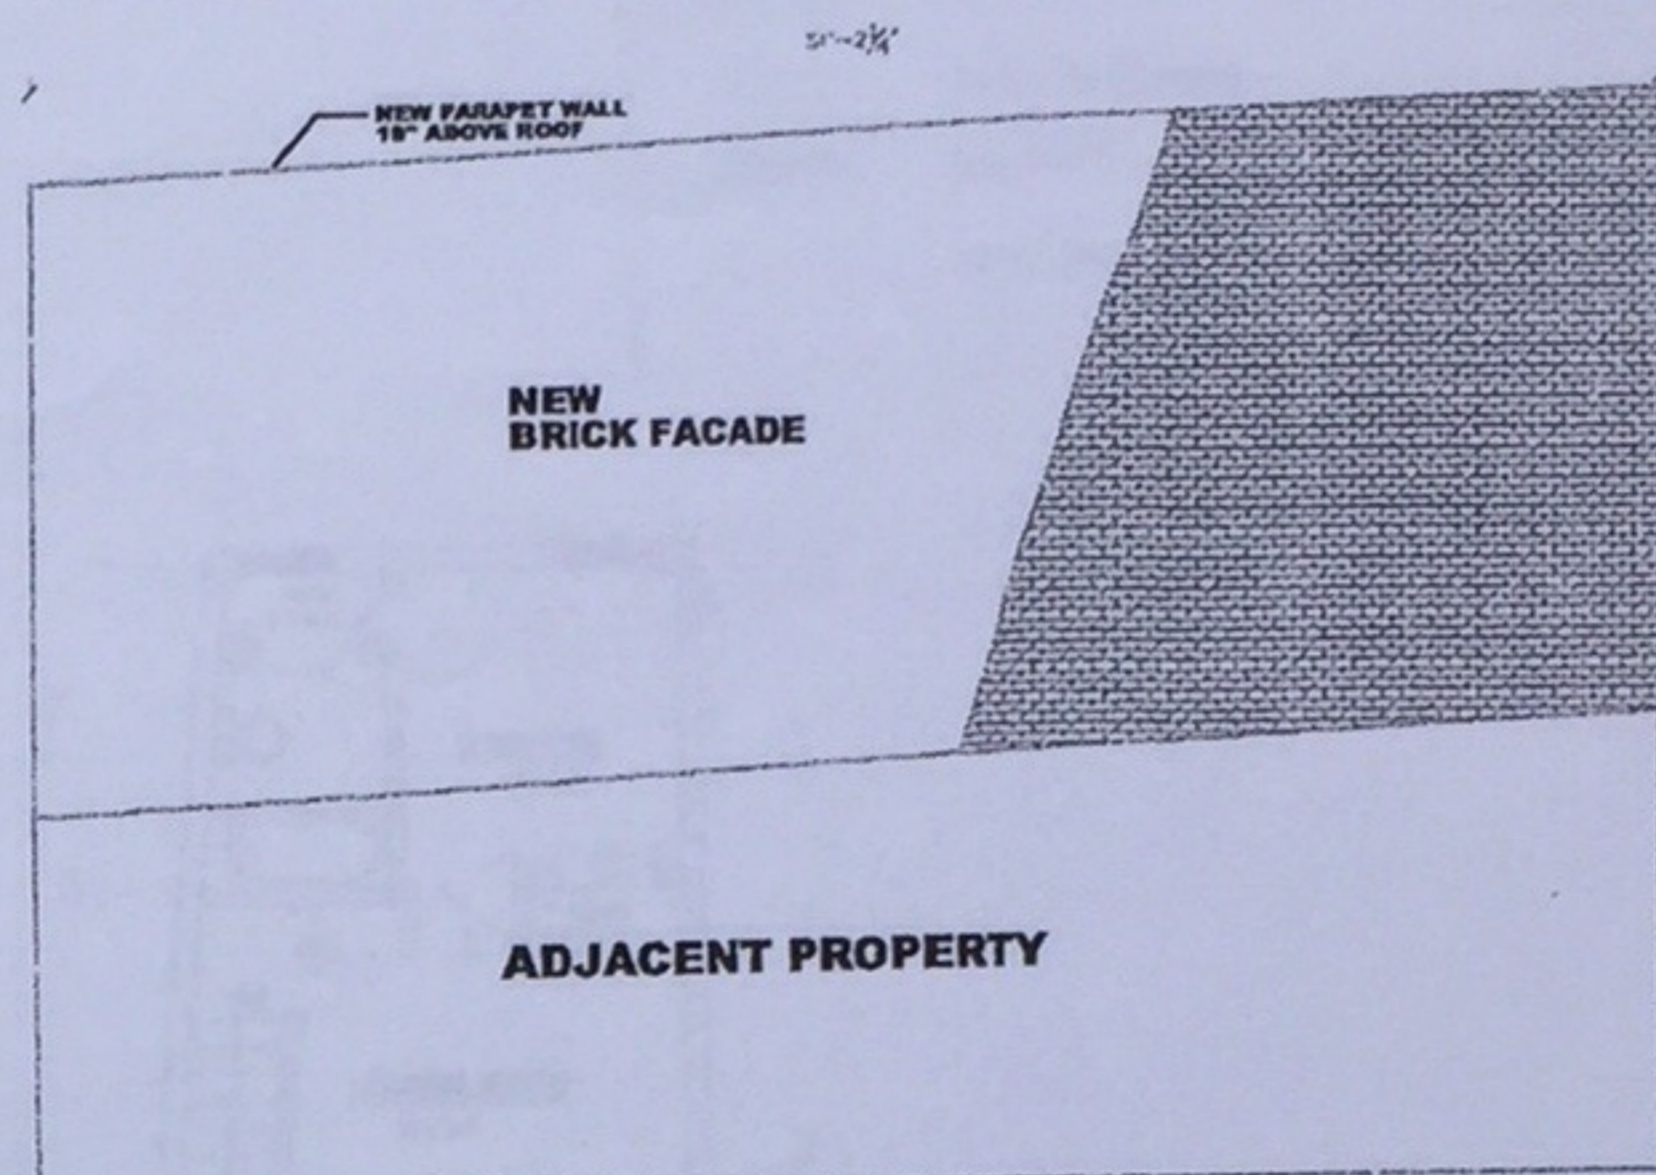 NEW PARAPET WALL
18" ABOVE ROOF
NEW
BRICK FACADE
ADJACENT PROPERTY